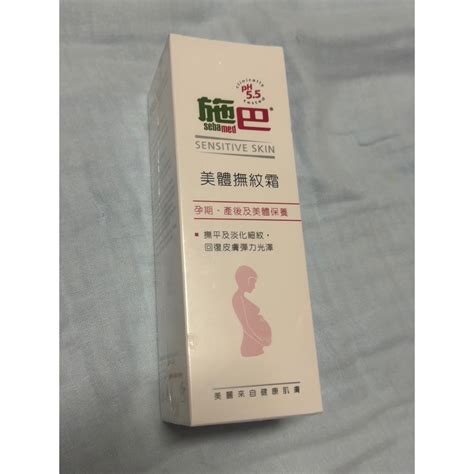 clinically
pH
5.5
tested
施巴®
sebamed
SENSITIVE SKIN
美體撫紋霜
孕期、產後及美體保養
撫平及淡化細紋，
回復皮膚彈力光澤
美麗來自健康肌膚